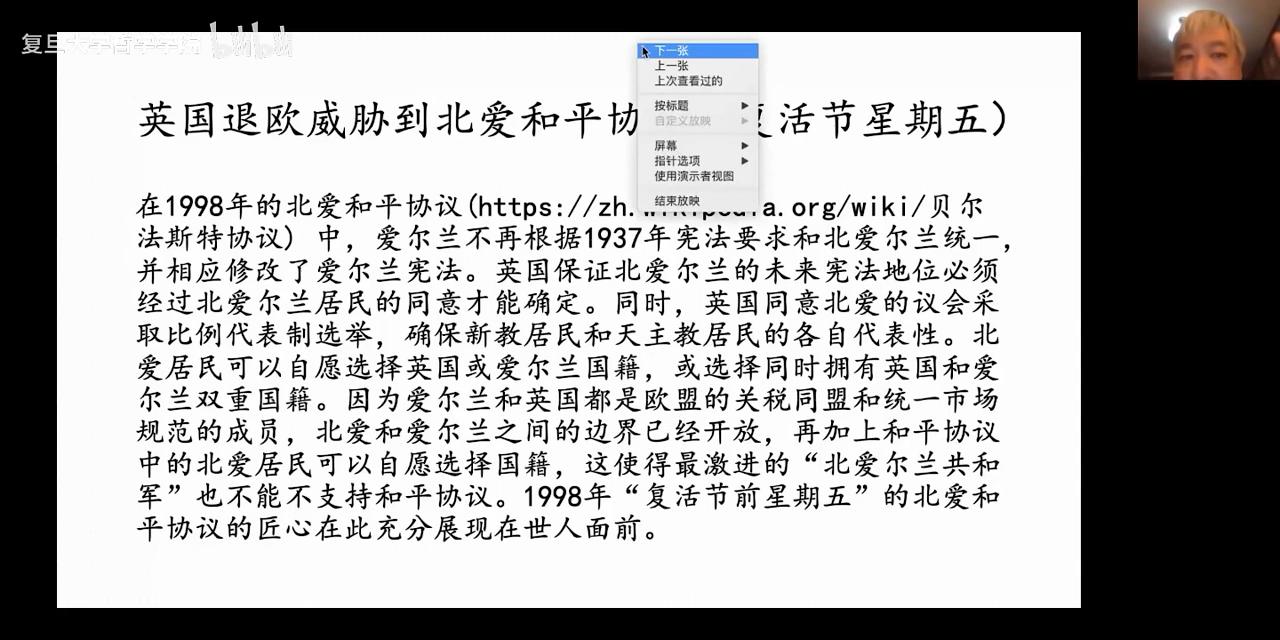 复旦大学哲学学院 bilibili
下一张
上一张
上次查看过的
按标题
自定义放映
屏幕
指针选项
使用演示者视图
结束放映
英国退欧威胁到北爱和平协 复活节星期五）
在1998年的北爱和平协议(https://zh.wikipedia.org/wiki/贝尔
法斯特协议) 中，爱尔兰不再根据1937年宪法要求和北爱尔兰统一，
并相应修改了爱尔兰宪法。英国保证北爱尔兰的未来宪法地位必须
经过北爱尔兰居民的同意才能确定。同时，英国同意北爱的议会采
取比例代表制选举，确保新教居民和天主教居民的各自代表性。北
爱居民可以自愿选择英国或爱尔兰国籍，或选择同时拥有英国和爱
尔兰双重国籍。因为爱尔兰和英国都是欧盟的关税同盟和统一市场
规范的成员，北爱和爱尔兰之间的边界已经开放，再加上和平协议
中的北爱居民可以自愿选择国籍，这使得最激进的“北爱尔兰共和
军”也不能不支持和平协议。1998年“复活节前星期五”的北爱和
平协议的匠心在此充分展现在世人面前。